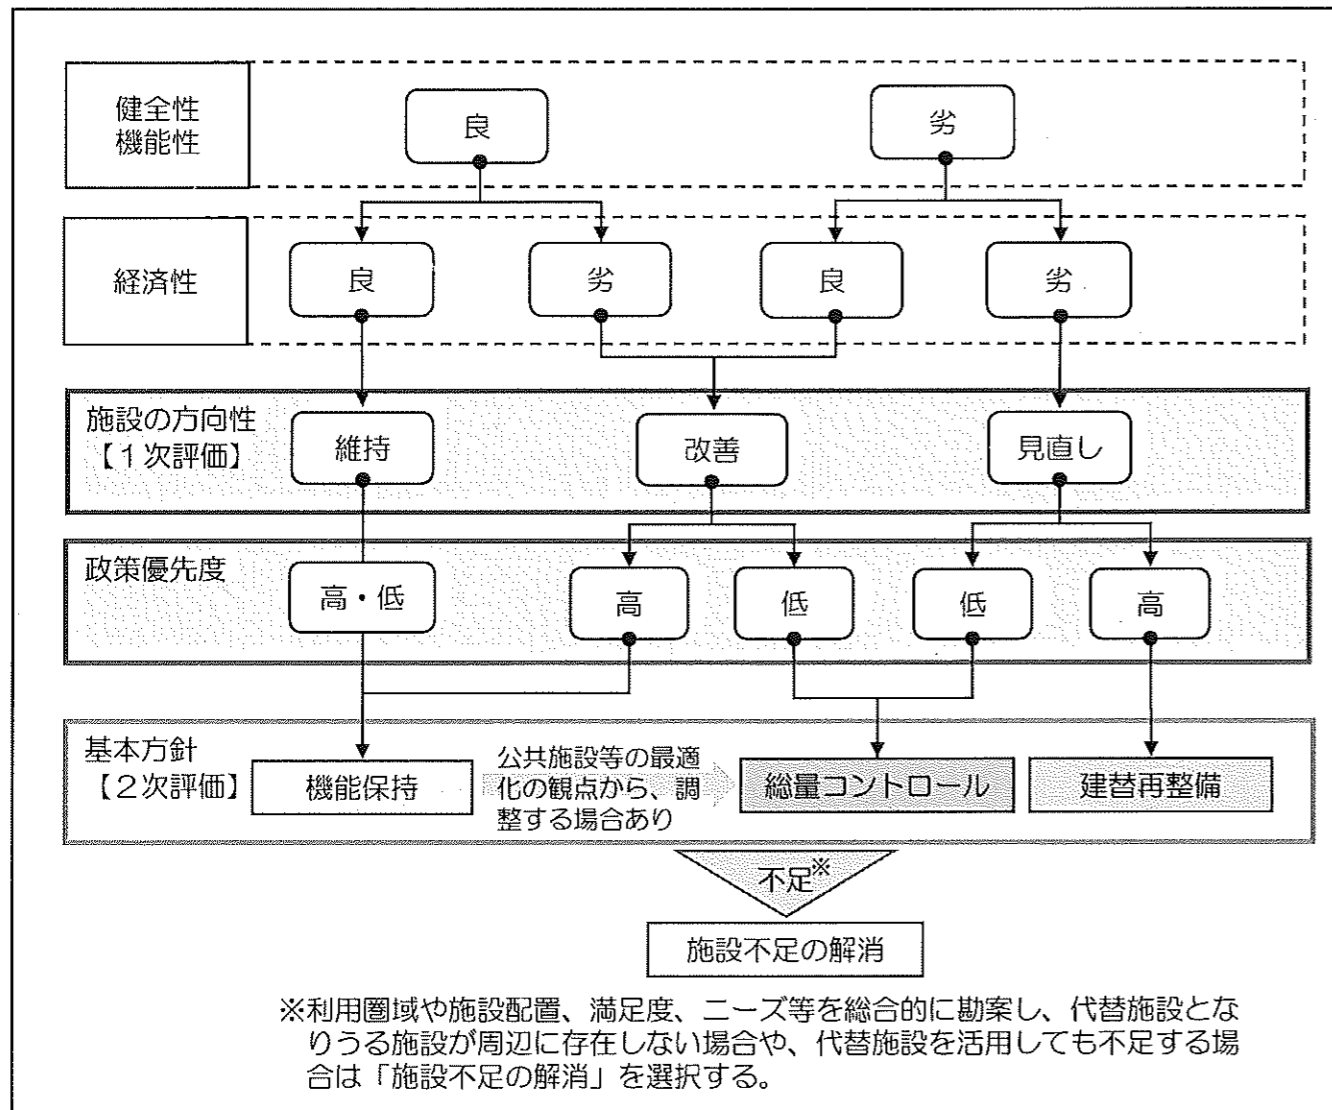 健全性
機能性
良
劣
経済性
良
劣
良
劣
施設の方向性
【１次評価】
維持
改善
見直し
政策優先度
高・低
高
低
低
高
基本方針
【２次評価】
機能保持
公共施設等の最適
化の観点から、調
整する場合あり
総量コントロール
建替再整備
不足※
施設不足の解消
※利用圏域や施設配置、満足度、ニーズ等を総合的に勘案し、代替施設とな
りうる施設が周辺に存在しない場合や、代替施設を活用しても不足する場
合は「施設不足の解消」を選択する。